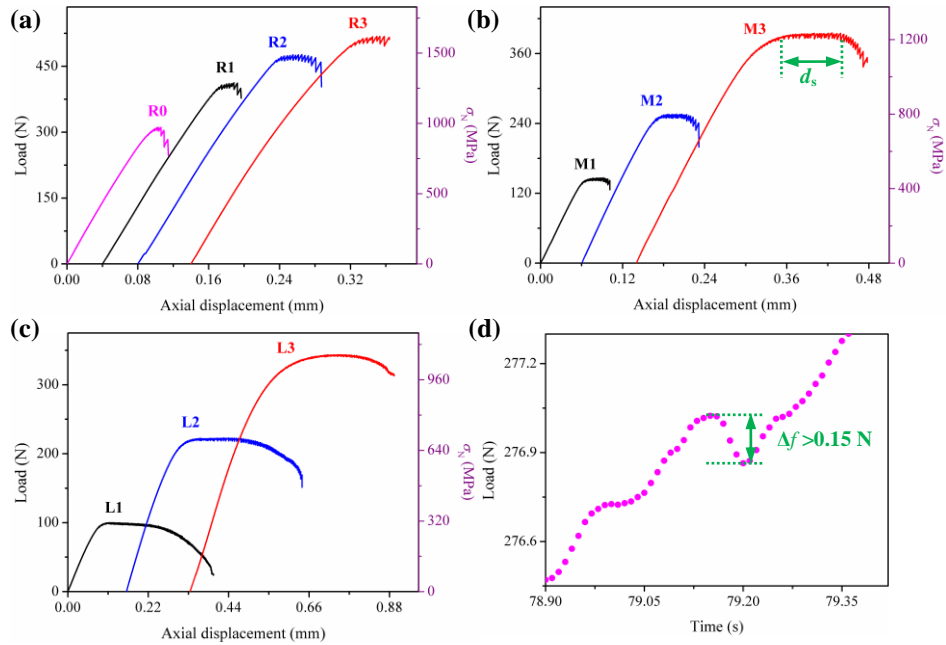 (a)
R0
R1
R2
R3
450
300
150
0
Load (N)
1500
1000
500
0
σN (MPa)
0.00
0.08
0.16
0.24
0.32
Axial displacement (mm)
(b)
M1
M2
M3
ds
360
240
120
0
Load (N)
1200
800
400
0
σN (MPa)
0.00
0.12
0.24
0.36
0.48
Axial displacement (mm)
(c)
L1
L2
L3
300
200
100
0
Load (N)
960
640
320
0
σN (MPa)
0.00
0.22
0.44
0.66
0.88
Axial displacement (mm)
(d)
Δf >0.15 N
277.2
276.9
276.6
Load (N)
78.90
79.05
79.20
79.35
Time (s)